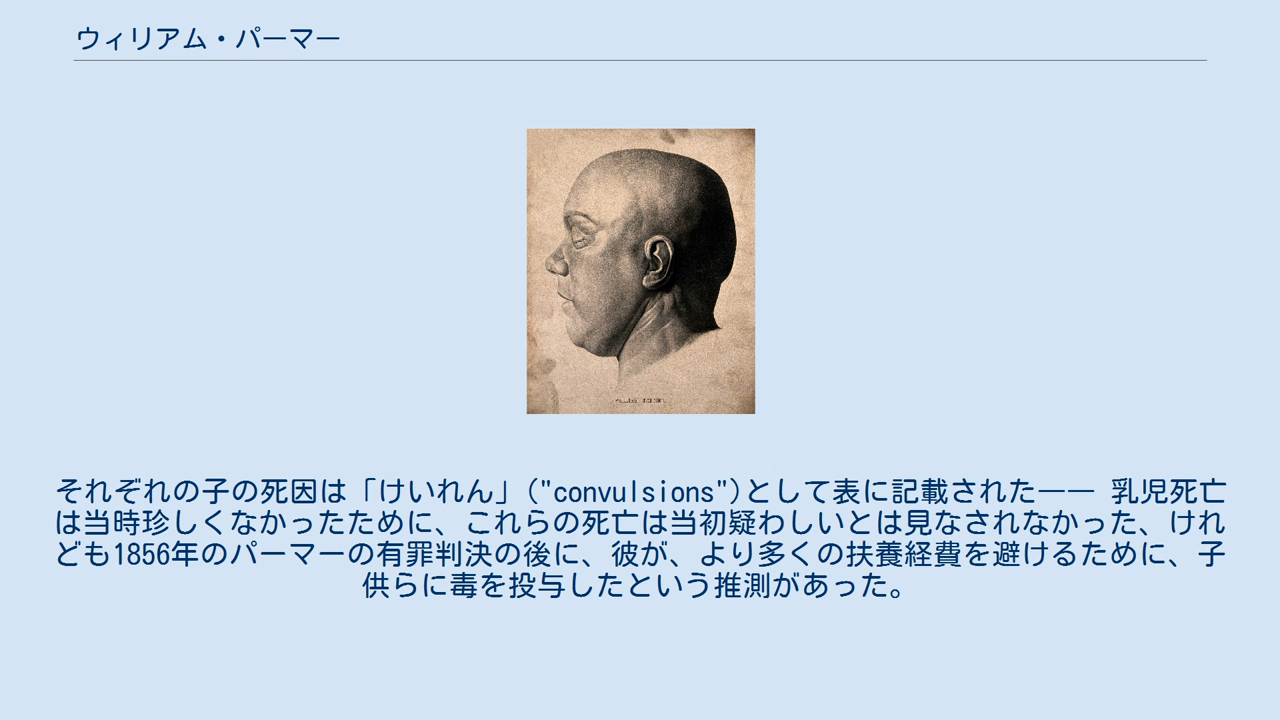 ウィリアム・パーマー
それぞれの子の死因は「けいれん」("convulsions")として表に記載された―― 乳児死亡
は当時珍しくなかったために、これらの死亡は当初疑わしいとは見なされなかった、けれ
ども1856年のパーマーの有罪判決の後に、彼が、より多くの扶養経費を避けるために、子
供らに毒を投与したという推測があった。